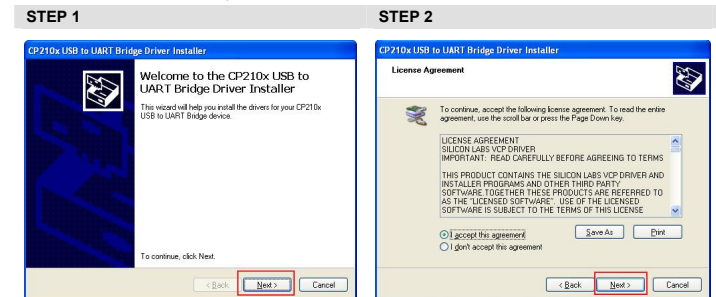 STEP 1
STEP 2
CP210x USB to UART Bridge Driver Installer
Welcome to the CP210x USB to
UART Bridge Driver Installer
This wizard will help you install the drivers for your CP210x
USB to UART Bridge device.
To continue, click Next.
< Back
Next >
Cancel
CP210x USB to UART Bridge Driver Installer
License Agreement
To continue, accept the following license agreement. To read the entire
agreement, use the scroll bar or press the Page Down key.
LICENSE AGREEMENT
SILICON LABS VCP DRIVER
IMPORTANT: READ CAREFULLY BEFORE AGREEING TO TERMS
THIS PRODUCT CONTAINS THE SILICON LABS VCP DRIVER AND
INSTALLER PROGRAMS AND OTHER THIRD PARTY
SOFTWARE.TOGETHER THESE PRODUCTS ARE REFERRED TO
AS THE "LICENSED SOFTWARE". USE OF THE LICENSED
SOFTWARE IS SUBJECT TO THE TERMS OF THIS LICENSE
I accept this agreement
Save As
Print
I don't accept this agreement
< Back
Next >
Cancel